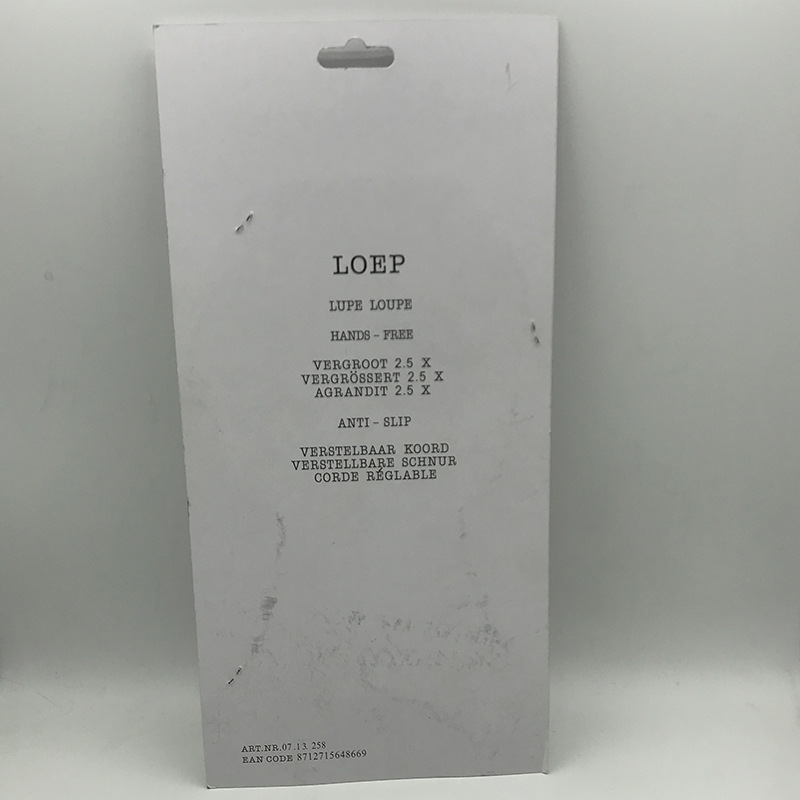 LOEP
LUPE LOUPE
HANDS - FREE
VERGROOT 2.5 X
VERGRÖSSERT 2.5 X
AGRANDIT 2.5 X
ANTI - SLIP
VERSTELBAAR KOORD
VERSTELLBARE SCHNUR
CORDE RÉGLABLE
ART.NR.07.13. 258
EAN CODE 8712715648669